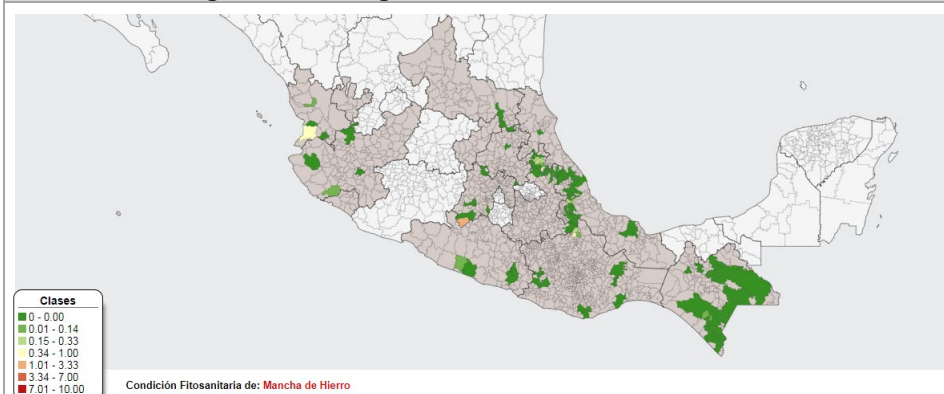 Clases
0 - 0.00
0.01 - 0.14
0.15 - 0.33
0.34 - 1.00
1.01 - 3.33
3.34 - 7.00
7.01 - 10.00
Condición Fitosanitaria de: Mancha de Hierro